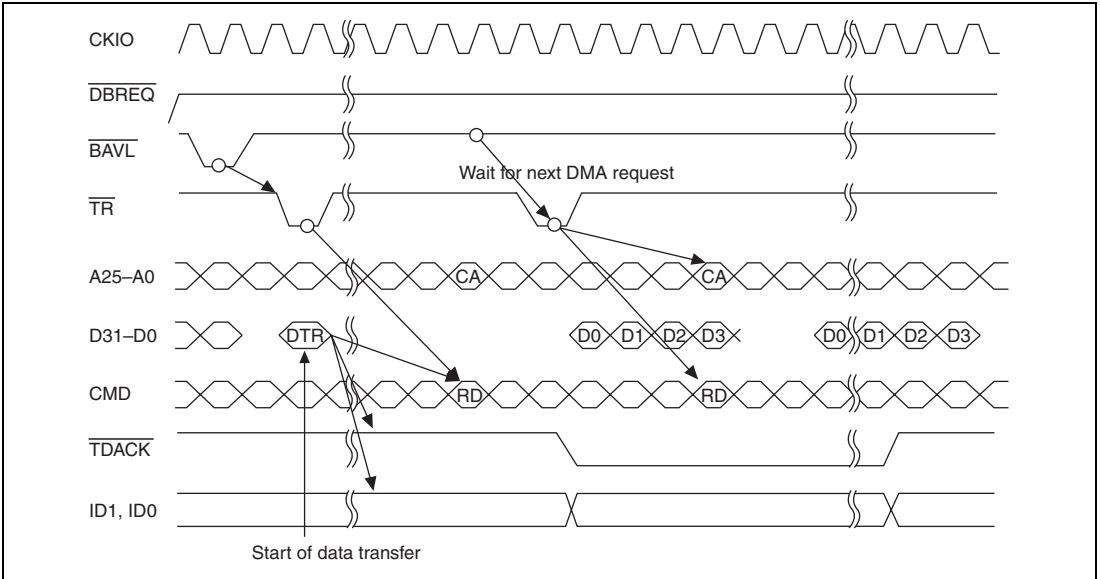 CKIO
DBREQ
BAVL
Wait for next DMA request
TR
A25–A0 CA CA
D31–D0 DTR D0 D1 D2 D3 D0 D1 D2 D3
CMD RD RD
TDACK
ID1, ID0
Start of data transfer